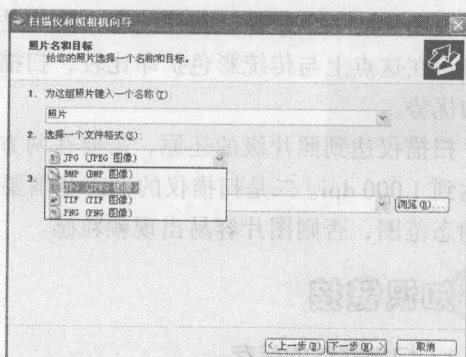 扫描仪和照相机向导
照片名和目标
给您的照片选择一个名称和目标。
1. 为这组照片键入一个名称(T):
照片
2. 选择一个文件格式(S):
JPG (JPEG 图像)
BMP (BMP 图像)
3. JPG (JPEG 图像)
TIF (TIF 图像)
PNG (PNG 图像)
浏览(R)...
<上一步(B) 下一步(N)> 取消